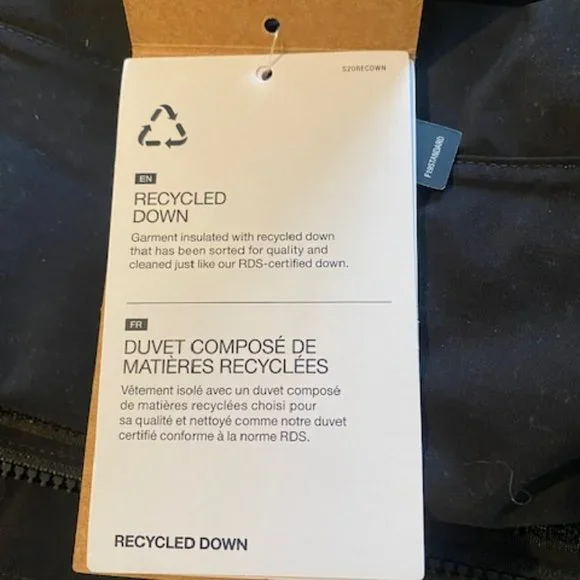 S20RECDOWN
F19STANDARD
EN
RECYCLED
DOWN
Garment insulated with recycled down
that has been sorted for quality and
cleaned just like our RDS-certified down.
FR
DUVET COMPOSÉ DE
MATIÈRES RECYCLÉES
Vêtement isolé avec un duvet composé
de matières recyclées choisi pour
sa qualité et nettoyé comme notre duvet
certifié conforme à la norme RDS.
RECYCLED DOWN